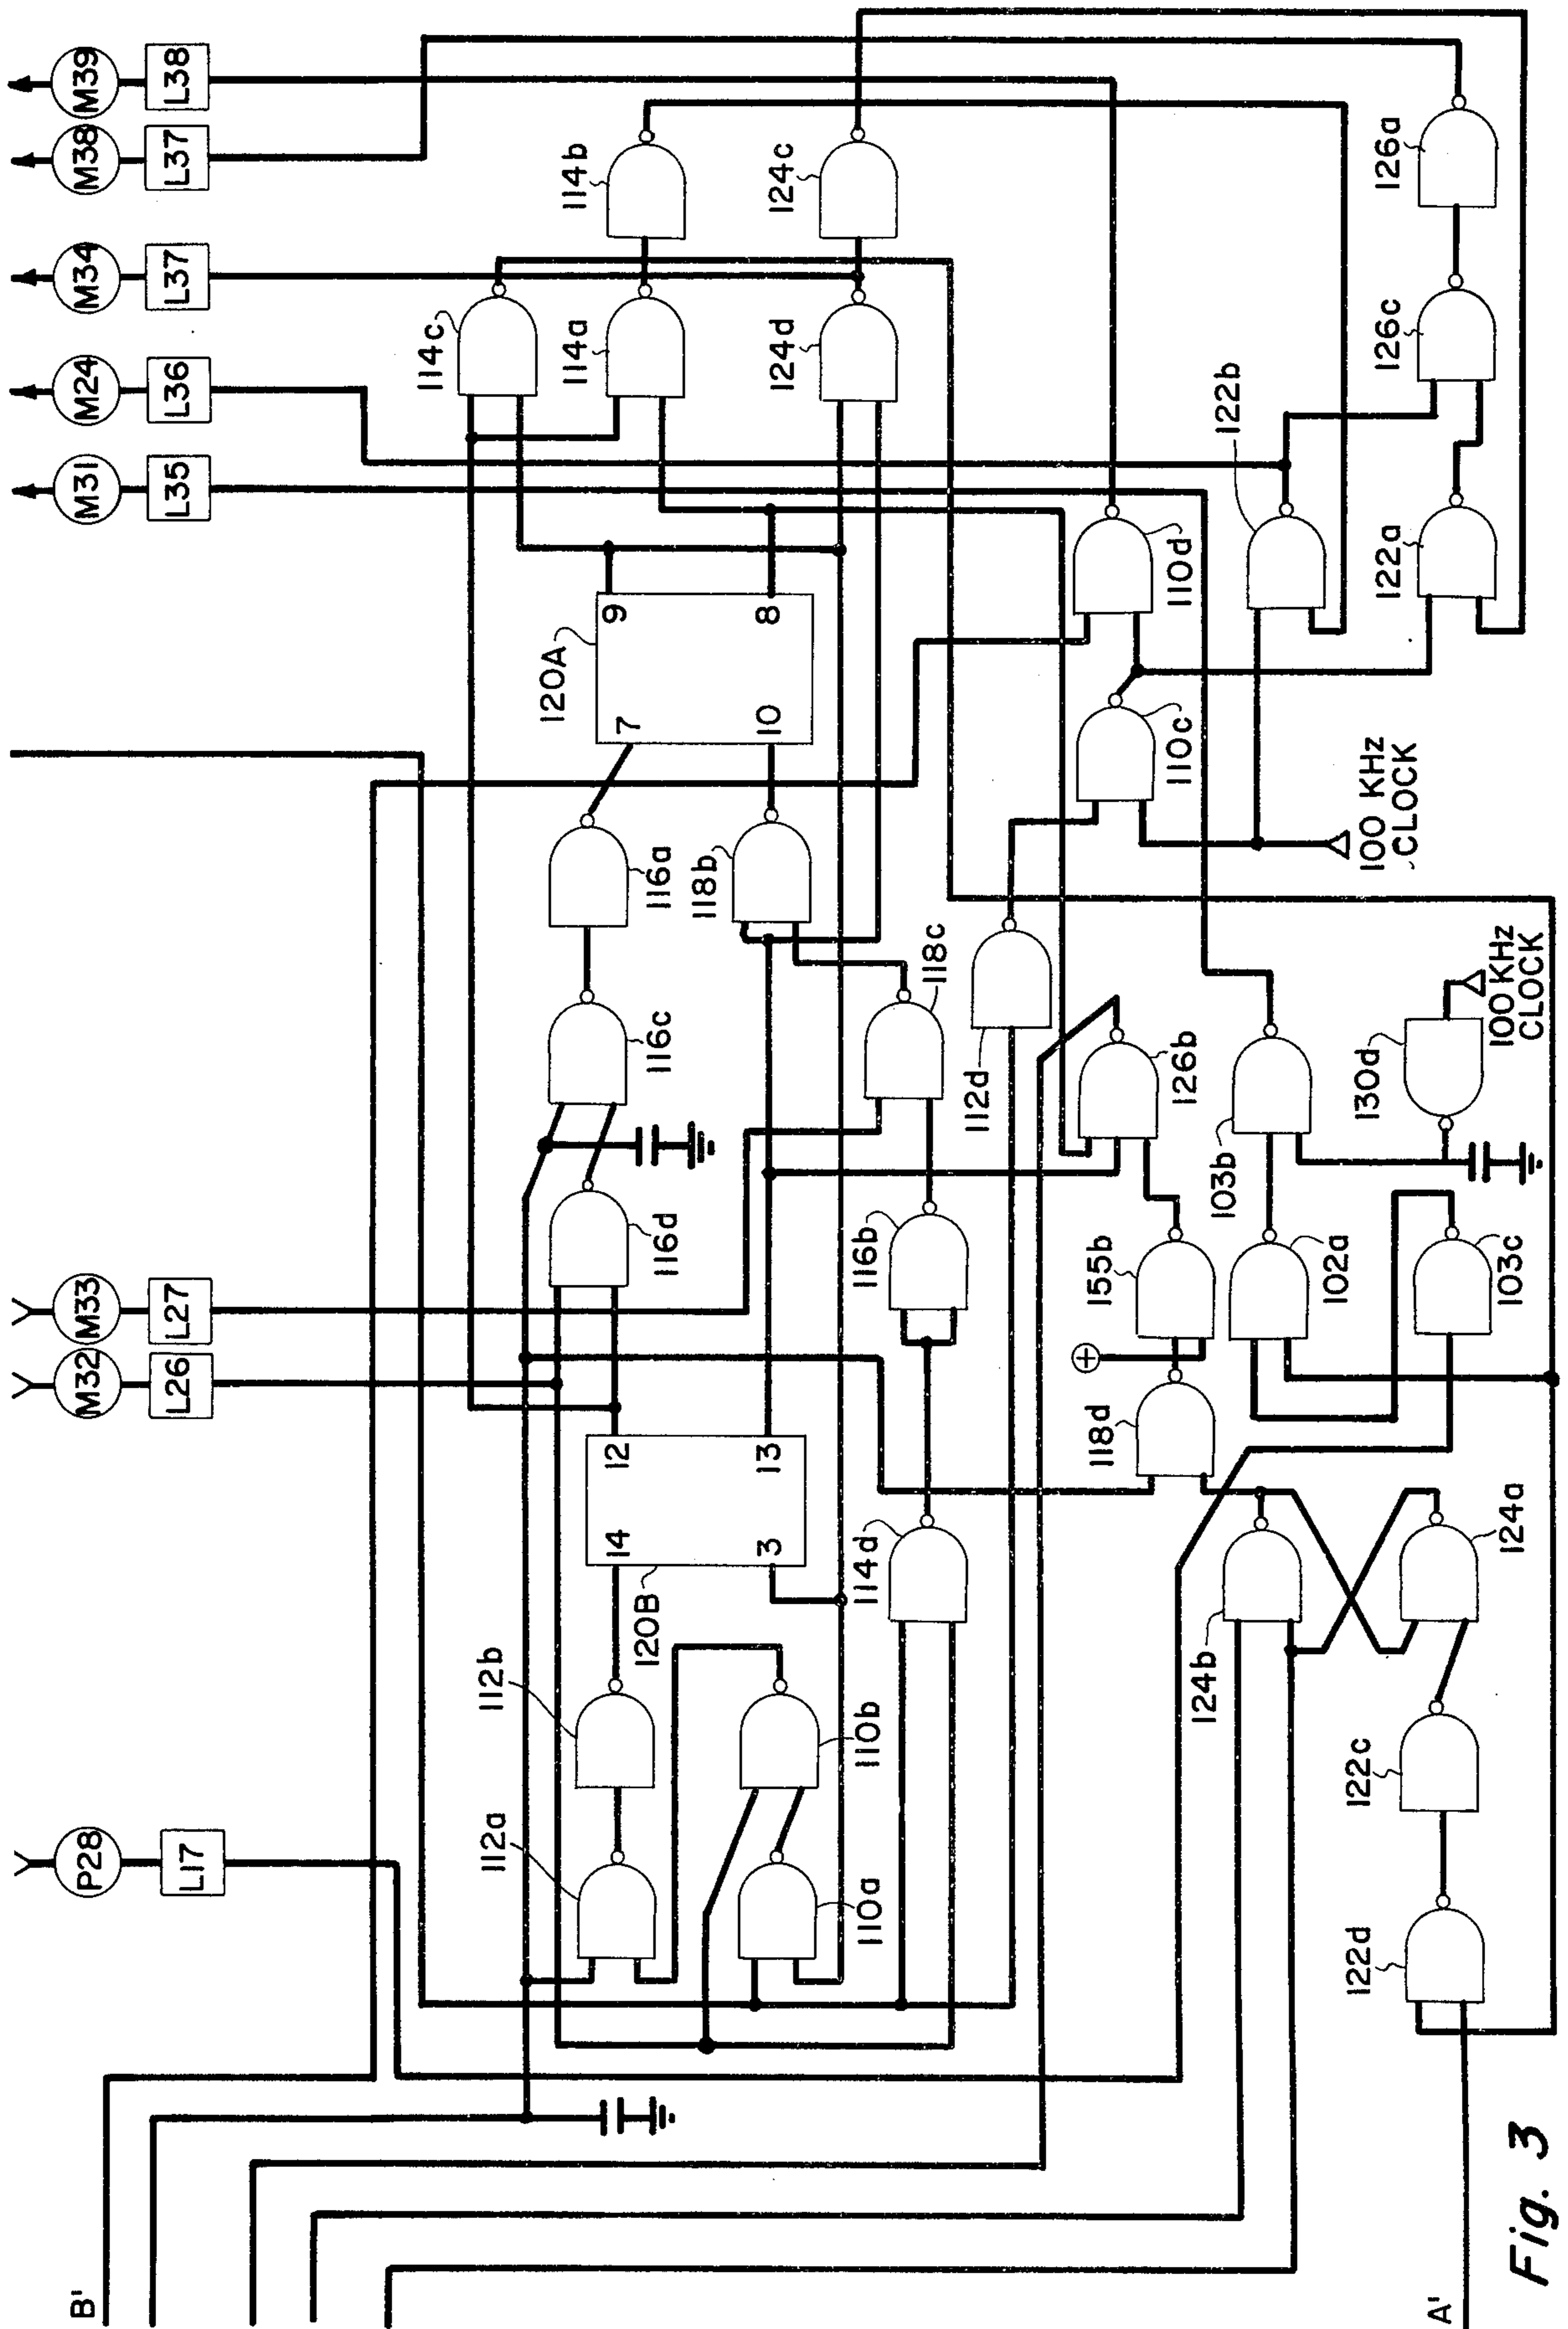 B'
P28
M32
M33
M31
M24
M34
M38
M39
L17
L26
L27
L35
L36
L37
L37
L38
112a
112b
120B
14
12
3
13
116d
116c
116a
120A
7
9
10
8
114c
114a
114b
110a
110b
114d
116b
118c
118b
124d
124c
112d
118d
155b
126b
110c
110d
124b
102a
103b
100 KHz
CLOCK
122b
122d
122c
124a
103c
130d
100 KHz
CLOCK
122a
126c
126a
A'
Fig. 3